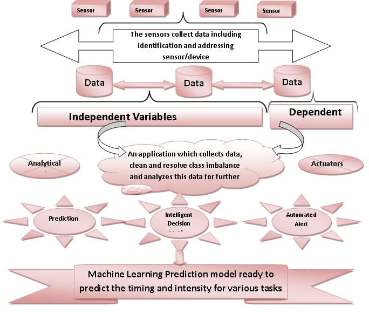 Sensor Sensor Sensor Sensor
The sensors collect data including
identification and addressing
sensor/device
Data Data Data
Independent Variables
Dependent
Analytical
An application which collects data,
clean and resolve class imbalance
and analyzes this data for further
Actuators
Prediction
Intelligent
Decision
Automated
Alert
Machine Learning Prediction model ready to
predict the timing and intensity for various tasks